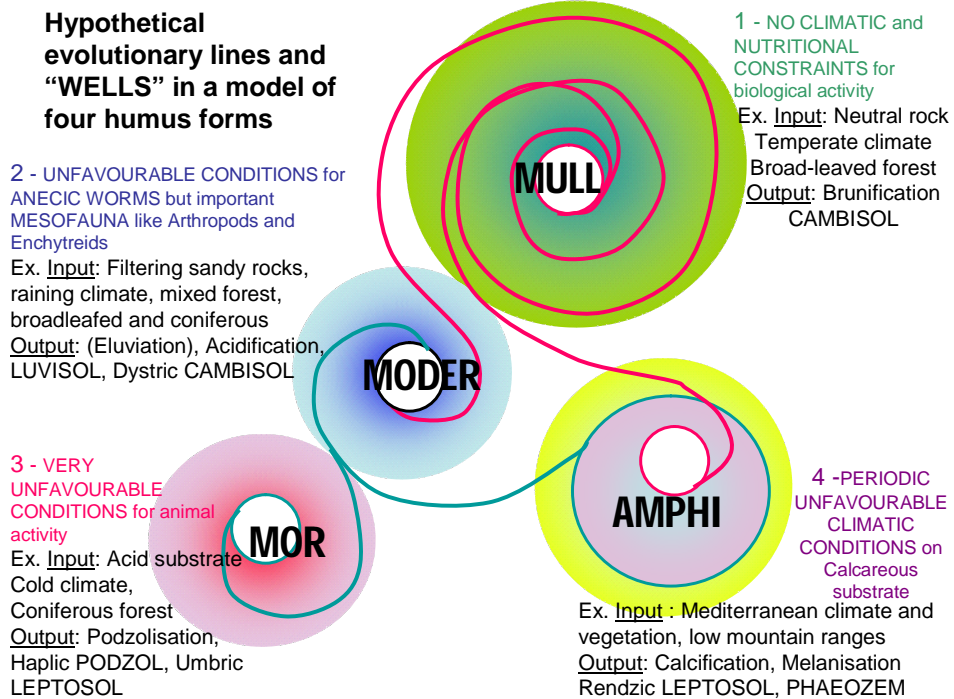 Hypothetical
evolutionary lines and
“WELLS” in a model of
four humus forms
1 - NO CLIMATIC and
NUTRITIONAL
CONSTRAINTS for
biological activity
Ex. Input: Neutral rock
Temperate climate
Broad-leaved forest
Output: Brunification
CAMBISOL
MULL
2 - UNFAVOURABLE CONDITIONS for
ANECIC WORMS but important
MESOFAUNA like Arthropods and
Enchytreids
Ex. Input: Filtering sandy rocks,
raining climate, mixed forest,
broadleafed and coniferous
Output: (Eluviation), Acidification,
LUVISOL, Dystric CAMBISOL
MODER
3 - VERY
UNFAVOURABLE
CONDITIONS for animal
activity
Ex. Input: Acid substrate
Cold climate,
Coniferous forest
Output: Podzolisation,
Haplic PODZOL, Umbric
LEPTOSOL
MOR
AMPHI
4 -PERIODIC
UNFAVOURABLE
CLIMATIC
CONDITIONS on
Calcareous
substrate
Ex. Input : Mediterranean climate and
vegetation, low mountain ranges
Output: Calcification, Melanisation
Rendzic LEPTOSOL, PHAEOZEM